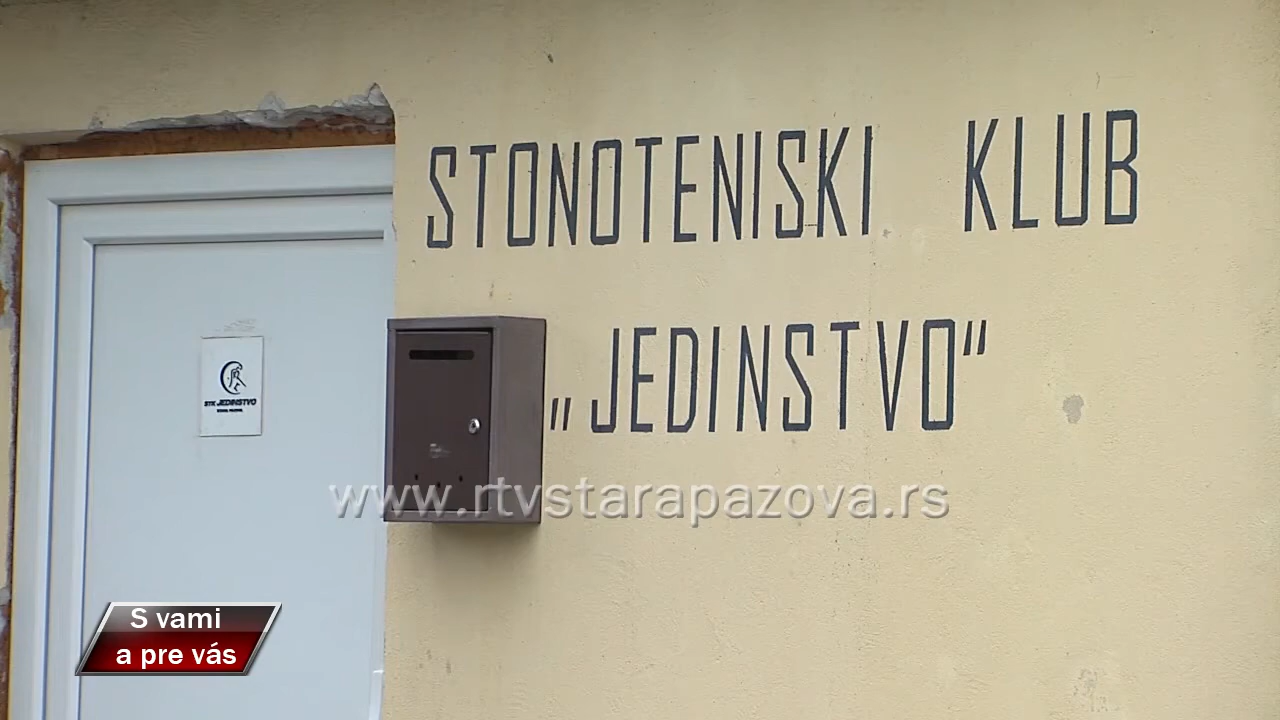 STONOTENISKI KLUB
„JEDINSTVO“
STK JEDINSTVO
www.rtvstarapazova.rs
S vami
a pre vás